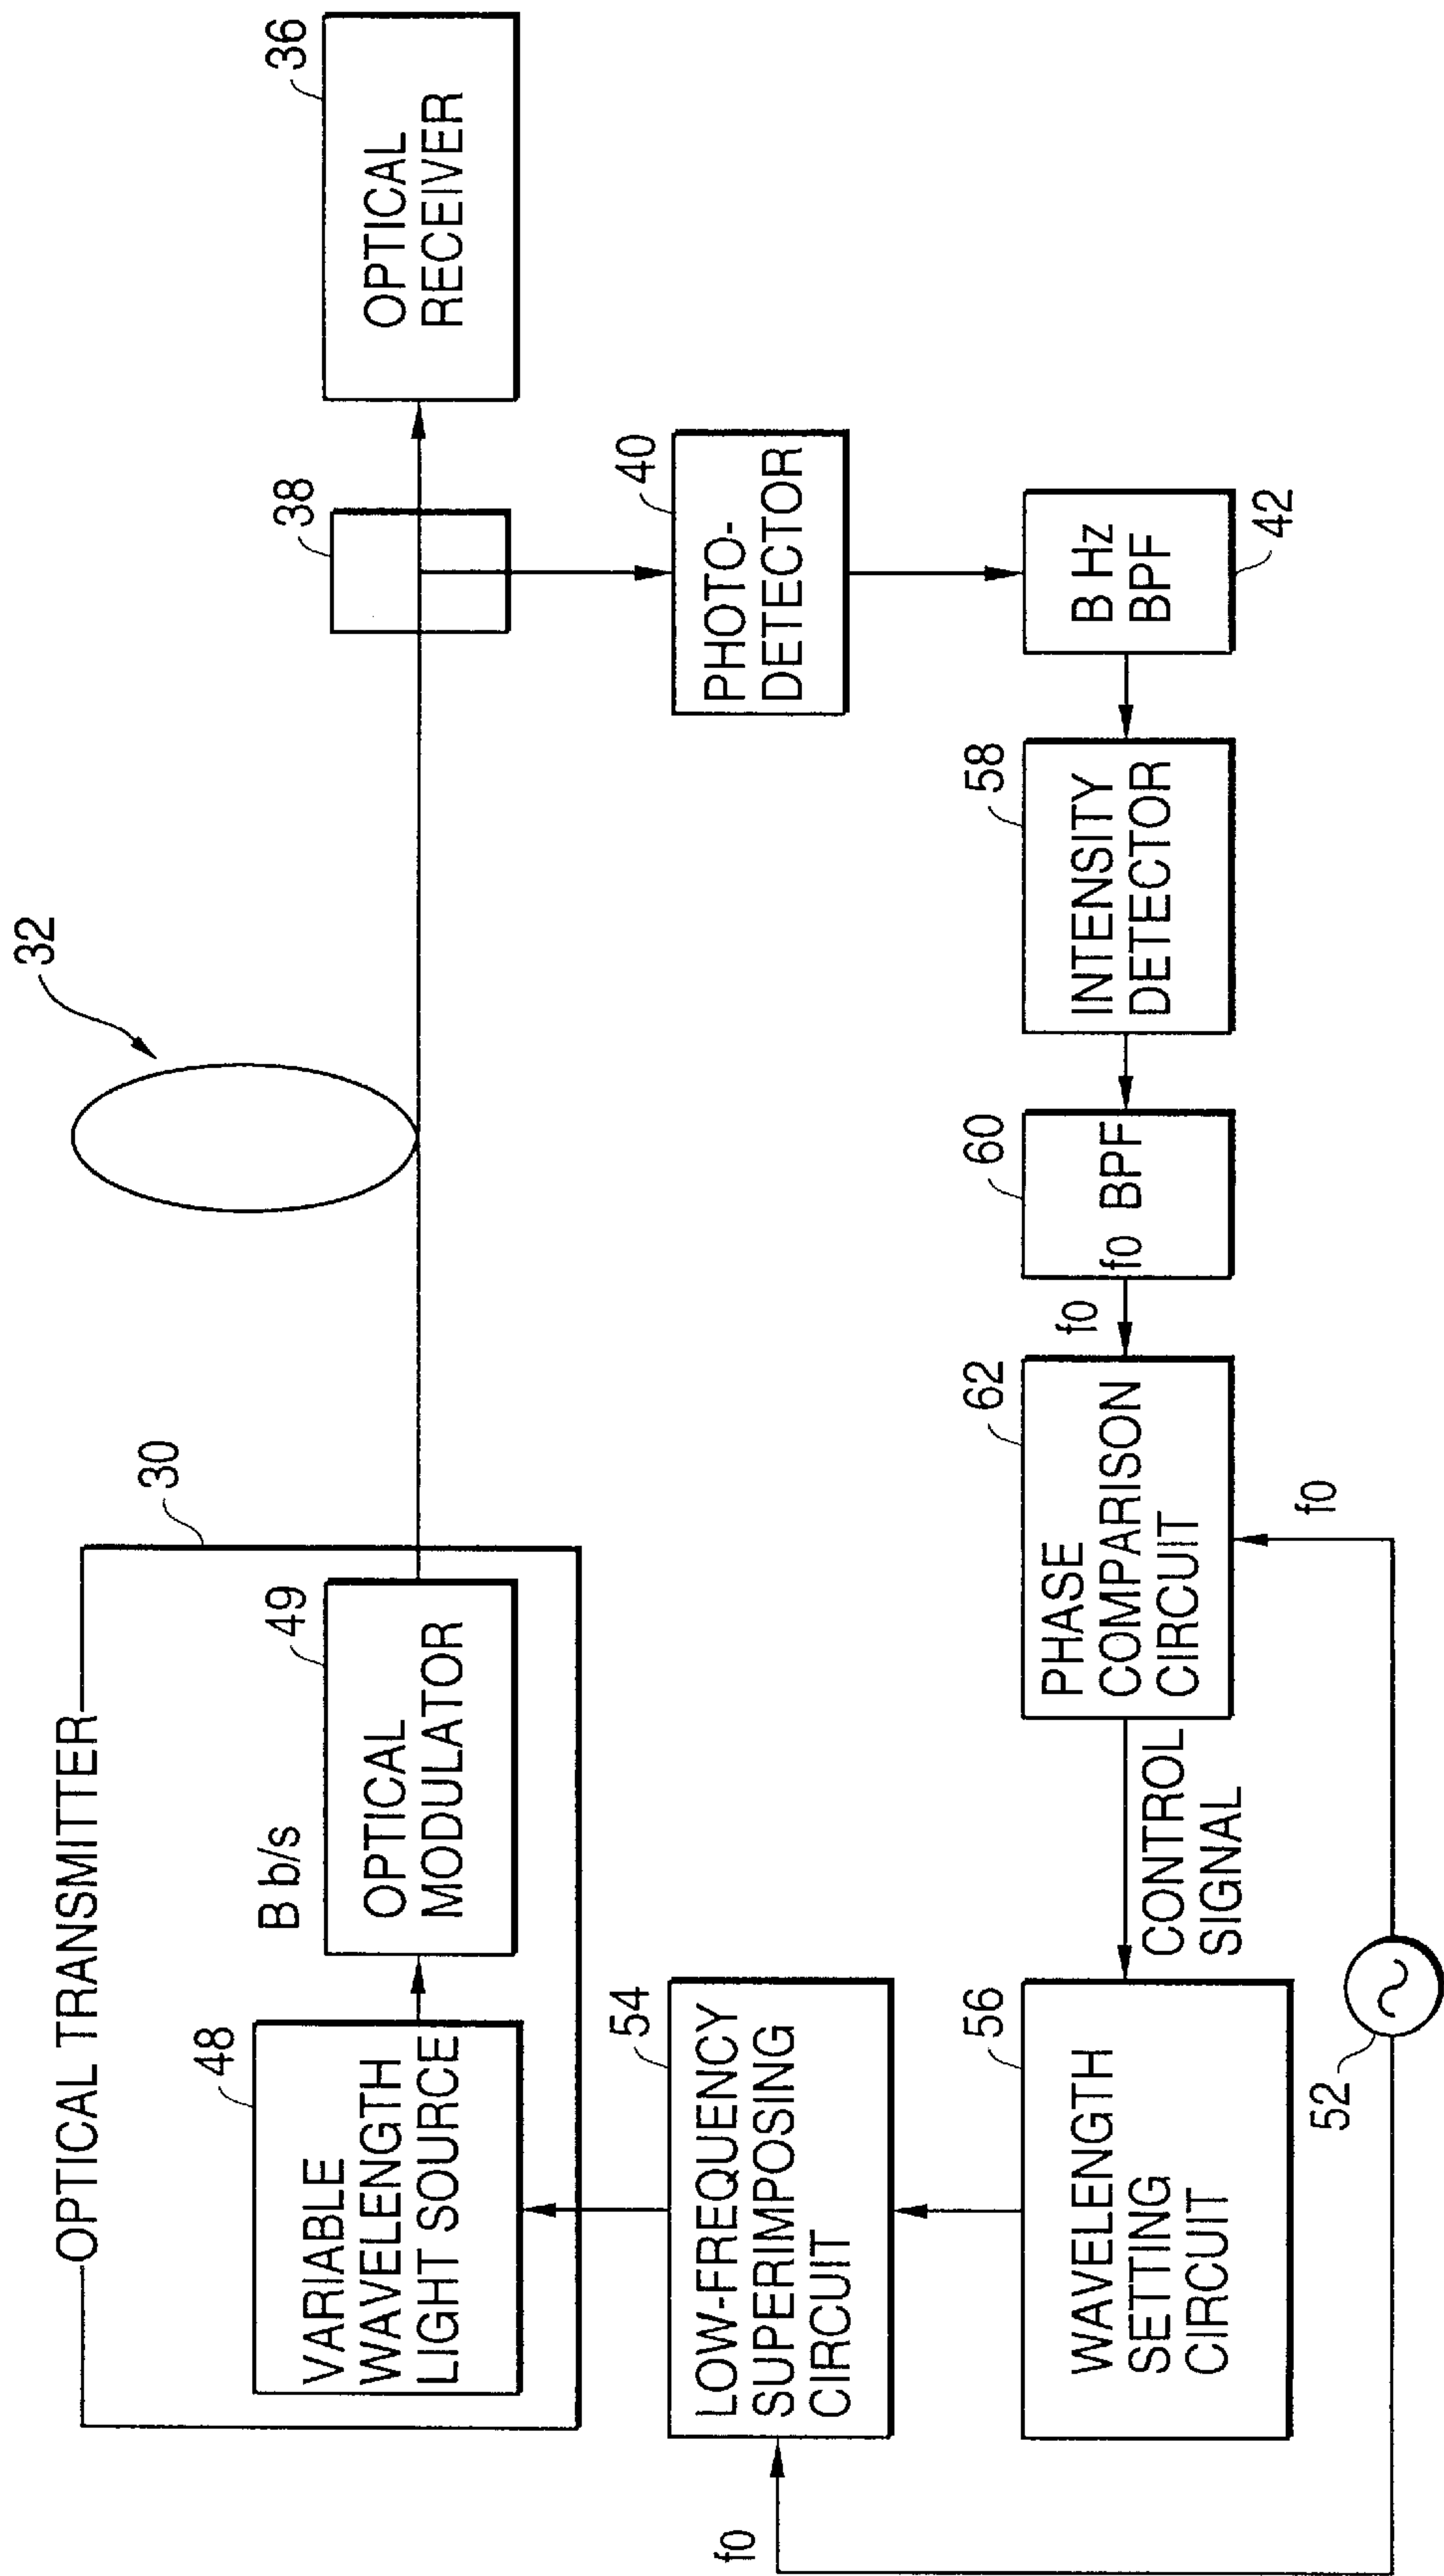 OPTICAL TRANSMITTER
30
48
VARIABLE
WAVELENGTH
LIGHT SOURCE
B b/s
49
OPTICAL
MODULATOR
32
38
36
OPTICAL
RECEIVER
40
PHOTO-
DETECTOR
B Hz
BPF
42
58
INTENSITY
DETECTOR
60
f0 BPF
f0
62
PHASE
COMPARISON
CIRCUIT
f0
CONTROL
SIGNAL
54
LOW-FREQUENCY
SUPERIMPOSING
CIRCUIT
56
WAVELENGTH
SETTING
CIRCUIT
52
f0